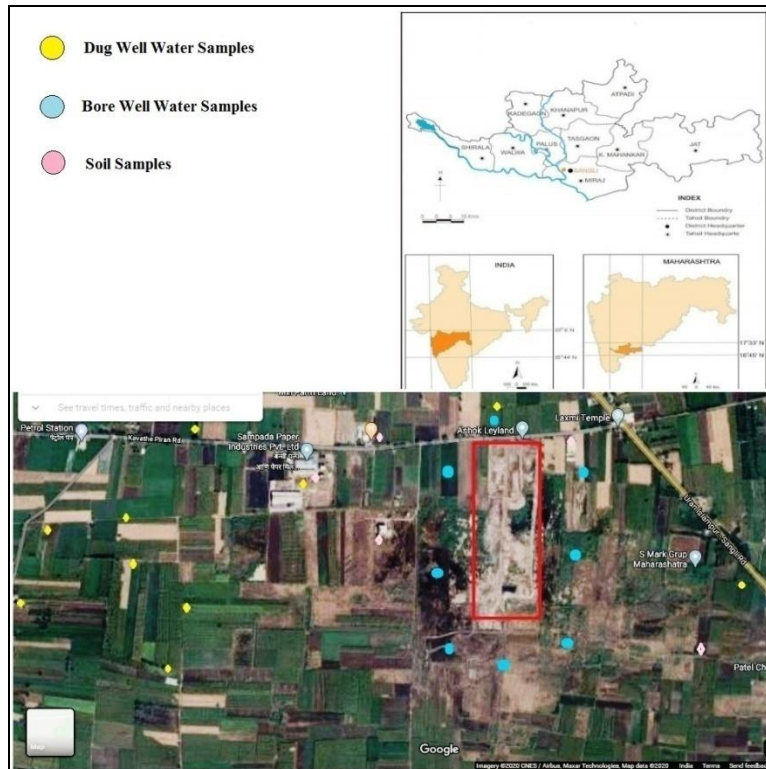 Dug Well Water Samples
Bore Well Water Samples
Soil Samples
ATPADI
KADEGAON
KHANAPUR
TASGAON
PALUS
SHIRALA
WALWA
K. MAHANKAR
JAT
SANGLI
MIRAJ
INDEX
District Boundry
Tahsil Boundry
District Headquarter
Tahsil Headquarte
INDIA
MAHARASHTRA
See travel times, traffic and nearby places
Petrol Station
पेट्रोल पंप
Kavathe Piran Rd
Sampada Paper
Industries Pvt. Ltd
Ashok Leyland
Laxmi Temple
S Mark Grup
Maharashatra
Patel Ch
Map
Google
Imagery ©2020 CNES / Airbus, Maxar Technologies, Map data ©2020 India Terms Send feedbac